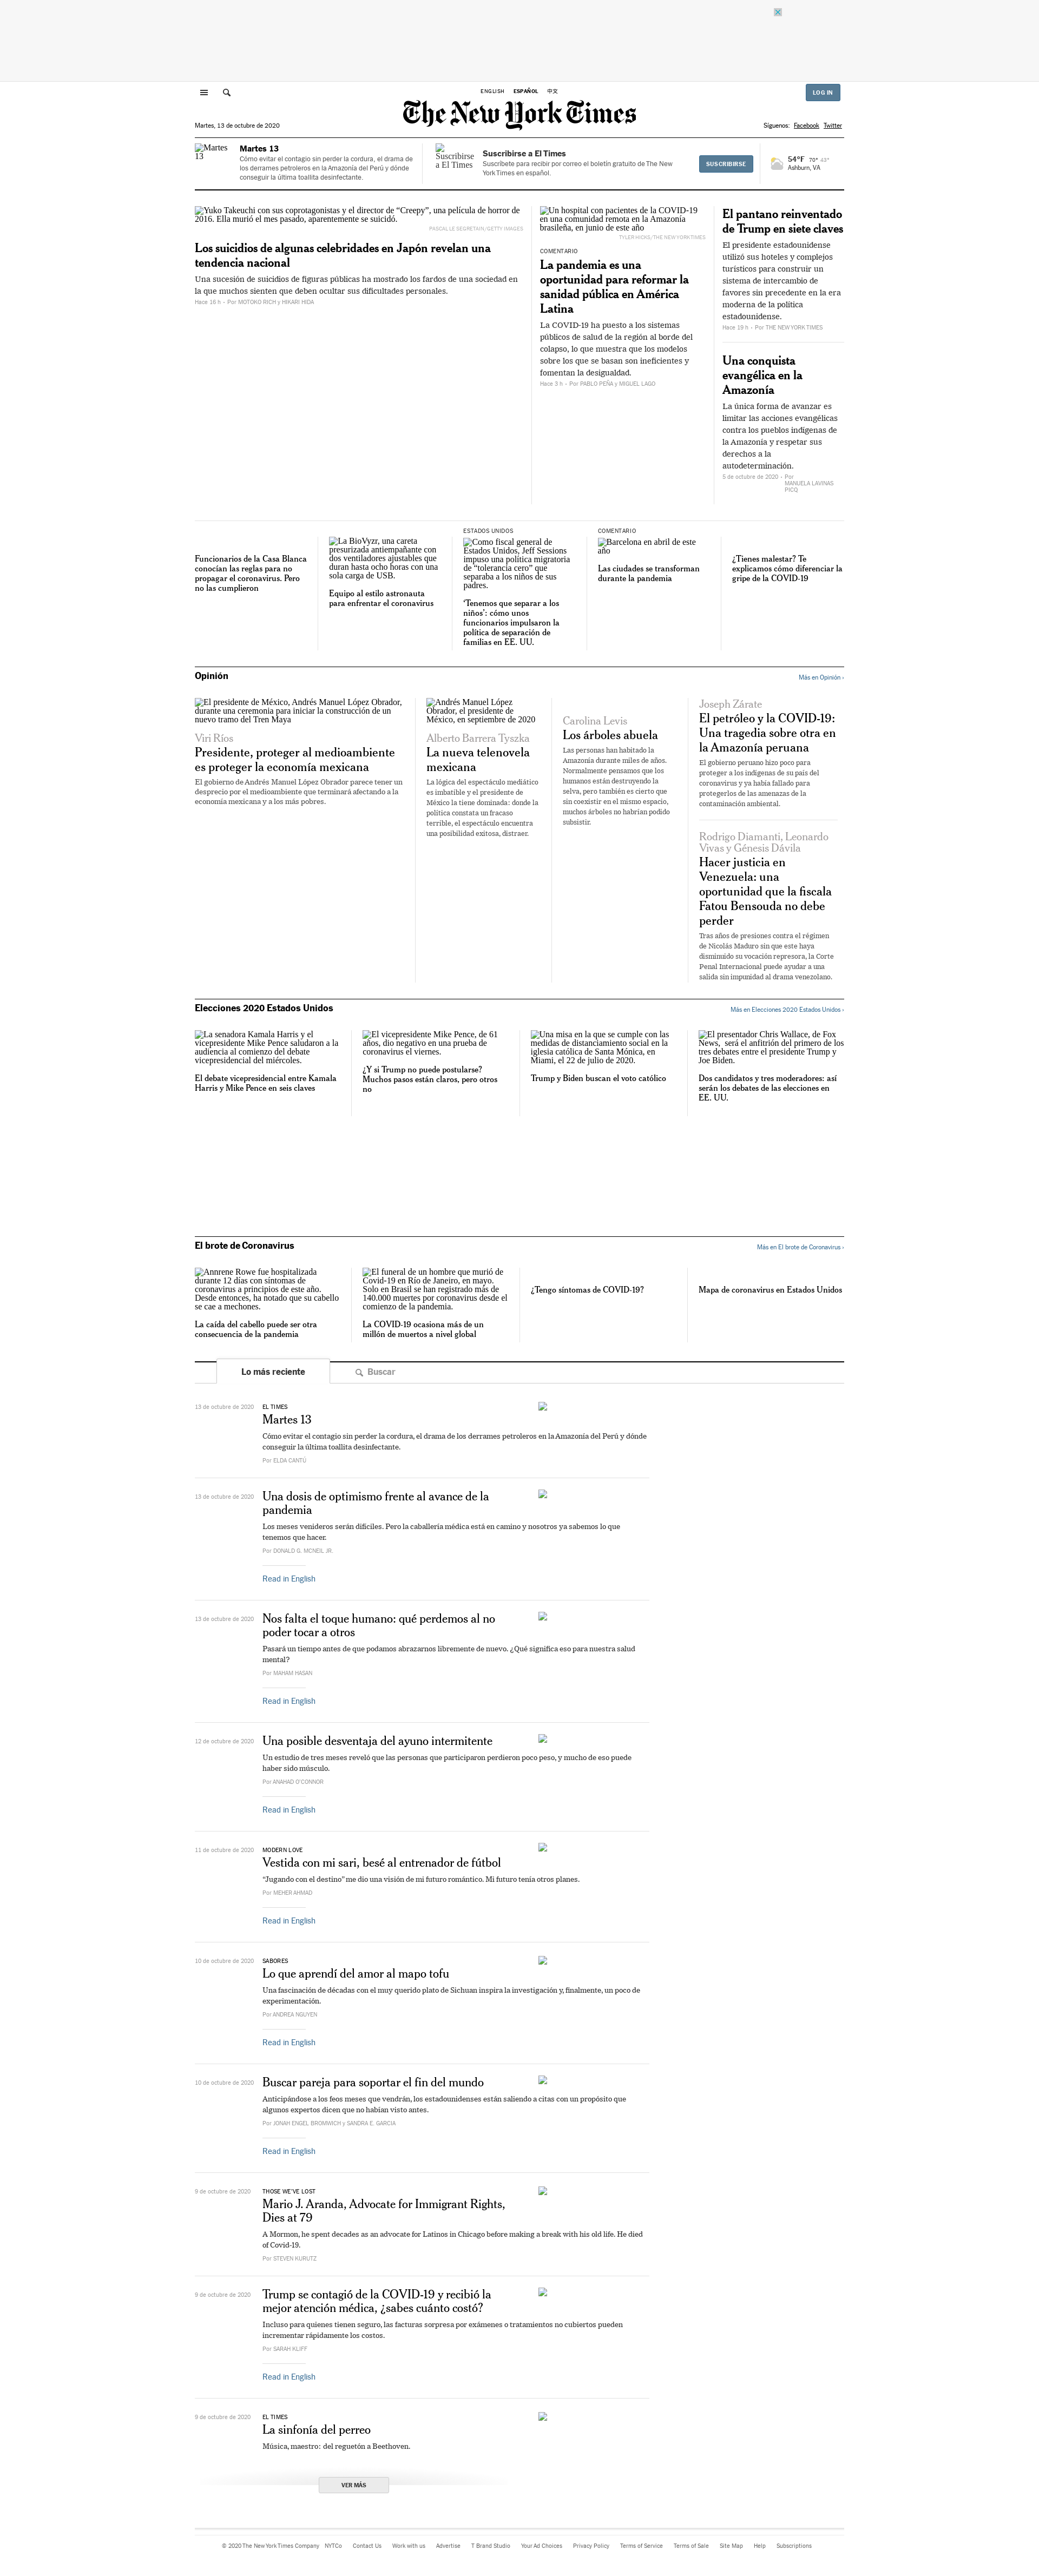 ENGLISH ESPAÑOL 中文
LOG IN
The New York Times
Martes, 13 de octubre de 2020
Síguenos: Facebook Twitter
Martes 13
Martes 13
Cómo evitar el contagio sin perder la cordura, el drama de
los derrames petroleros en la Amazonía del Perú y dónde
conseguir la última toallita desinfectante.
Suscribirse a El Times
Suscribirse a El Times
Suscríbete para recibir por correo el boletín gratuito de The New
York Times en español.
SUSCRIBIRSE
54°F 70° 43°
Ashburn, VA
Yuko Takeuchi con sus coprotagonistas y el director de “Creepy”, una película de horror de
2016. Ella murió el mes pasado, aparentemente se suicidó.
PASCAL LE SEGRETAIN/GETTY IMAGES
Los suicidios de algunas celebridades en Japón revelan una
tendencia nacional
Una sucesión de suicidios de figuras públicas ha mostrado los fardos de una sociedad en
la que muchos sienten que deben ocultar sus dificultades personales.
Hace 16 h - Por MOTOKO RICH y HIKARI HIDA
Un hospital con pacientes de la COVID-19
en una comunidad remota en la Amazonía
brasileña, en junio de este año
TYLER HICKS/THE NEW YORK TIMES
COMENTARIO
La pandemia es una
oportunidad para reformar la
sanidad pública en América
Latina
La COVID-19 ha puesto a los sistemas
públicos de salud de la región al borde del
colapso, lo que muestra que los modelos
sobre los que se basan son ineficientes y
fomentan la desigualdad.
Hace 3 h - Por PABLO PEÑA y MIGUEL LAGO
El pantano reinventado
de Trump en siete claves
El presidente estadounidense
utilizó sus hoteles y complejos
turísticos para construir un
sistema de intercambio de
favores sin precedente en la era
moderna de la política
estadounidense.
Hace 19 h - Por THE NEW YORK TIMES
Una conquista
evangélica en la
Amazonía
La única forma de avanzar es
limitar las acciones evangélicas
contra los pueblos indígenas de
la Amazonía y respetar sus
derechos a la
autodeterminación.
5 de octubre de 2020 - Por
MANUELA LAVINAS
PICQ
Funcionarios de la Casa Blanca
conocían las reglas para no
propagar el coronavirus. Pero
no las cumplieron
La BioVyzr, una careta
presurizada antiempañante con
dos ventiladores ajustables que
duran hasta ocho horas con una
sola carga de USB.
Equipo al estilo astronauta
para enfrentar el coronavirus
ESTADOS UNIDOS
Como fiscal general de
Estados Unidos, Jeff Sessions
impuso una política migratoria
de “tolerancia cero” que
separaba a los niños de sus
padres.
‘Tenemos que separar a los
niños’: cómo unos
funcionarios impulsaron la
política de separación de
familias en EE. UU.
COMENTARIO
Barcelona en abril de este
año
Las ciudades se transforman
durante la pandemia
¿Tienes malestar? Te
explicamos cómo diferenciar la
gripe de la COVID-19
Opinión
Más en Opinión ›
El presidente de México, Andrés Manuel López Obrador,
durante una ceremonia para iniciar la construcción de un
nuevo tramo del Tren Maya
Viri Ríos
Presidente, proteger al medioambiente
es proteger la economía mexicana
El gobierno de Andrés Manuel López Obrador parece tener un
desprecio por el medioambiente que terminará afectando a la
economía mexicana y a los más pobres.
Andrés Manuel López
Obrador, el presidente de
México, en septiembre de 2020
Alberto Barrera Tyszka
La nueva telenovela
mexicana
La lógica del espectáculo mediático
es imbatible y el presidente de
México la tiene dominada: donde la
política constata un fracaso
terrible, el espectáculo encuentra
una posibilidad exitosa, distraer.
Carolina Levis
Los árboles abuela
Las personas han habitado la
Amazonía durante miles de años.
Normalmente pensamos que los
humanos están destruyendo la
selva, pero también es cierto que
sin coexistir en el mismo espacio,
muchos árboles no habrían podido
subsistir.
Joseph Zárate
El petróleo y la COVID-19:
Una tragedia sobre otra en
la Amazonía peruana
El gobierno peruano hizo poco para
proteger a los indígenas de su país del
coronavirus y ya había fallado para
protegerlos de las amenazas de la
contaminación ambiental.
Rodrigo Diamanti, Leonardo
Vivas y Génesis Dávila
Hacer justicia en
Venezuela: una
oportunidad que la fiscala
Fatou Bensouda no debe
perder
Tras años de presiones contra el régimen
de Nicolás Maduro sin que este haya
disminuido su vocación represora, la Corte
Penal Internacional puede ayudar a una
salida sin impunidad al drama venezolano.
Elecciones 2020 Estados Unidos
Más en Elecciones 2020 Estados Unidos ›
La senadora Kamala Harris y el
vicepresidente Mike Pence saludaron a la
audiencia al comienzo del debate
vicepresidencial del miércoles.
El debate vicepresidencial entre Kamala
Harris y Mike Pence en seis claves
El vicepresidente Mike Pence, de 61
años, dio negativo en una prueba de
coronavirus el viernes.
¿Y si Trump no puede postularse?
Muchos pasos están claros, pero otros
no
Una misa en la que se cumple con las
medidas de distanciamiento social en la
iglesia católica de Santa Mónica, en
Miami, el 22 de julio de 2020.
Trump y Biden buscan el voto católico
El presentador Chris Wallace, de Fox
News, será el anfitrión del primero de los
tres debates entre el presidente Trump y
Joe Biden.
Dos candidatos y tres moderadores: así
serán los debates de las elecciones en
EE. UU.
El brote de Coronavirus
Más en El brote de Coronavirus ›
Annrene Rowe fue hospitalizada
durante 12 días con síntomas de
coronavirus a principios de este año.
Desde entonces, ha notado que su cabello
se cae a mechones.
La caída del cabello puede ser otra
consecuencia de la pandemia
El funeral de un hombre que murió de
Covid-19 en Río de Janeiro, en mayo.
Solo en Brasil se han registrado más de
140.000 muertes por coronavirus desde el
comienzo de la pandemia.
La COVID-19 ocasiona más de un
millón de muertos a nivel global
¿Tengo síntomas de COVID-19?
Mapa de coronavirus en Estados Unidos
Lo más reciente
Buscar
13 de octubre de 2020
EL TIMES
Martes 13
Cómo evitar el contagio sin perder la cordura, el drama de los derrames petroleros en la Amazonía del Perú y dónde
conseguir la última toallita desinfectante.
Por ELDA CANTÚ
13 de octubre de 2020
Una dosis de optimismo frente al avance de la
pandemia
Los meses venideros serán difíciles. Pero la caballería médica está en camino y nosotros ya sabemos lo que
tenemos que hacer.
Por DONALD G. MCNEIL JR.
Read in English
13 de octubre de 2020
Nos falta el toque humano: qué perdemos al no
poder tocar a otros
Pasará un tiempo antes de que podamos abrazarnos libremente de nuevo. ¿Qué significa eso para nuestra salud
mental?
Por MAHAM HASAN
Read in English
12 de octubre de 2020
Una posible desventaja del ayuno intermitente
Un estudio de tres meses reveló que las personas que participaron perdieron poco peso, y mucho de eso puede
haber sido músculo.
Por ANAHAD O’CONNOR
Read in English
11 de octubre de 2020
MODERN LOVE
Vestida con mi sari, besé al entrenador de fútbol
“Jugando con el destino” me dio una visión de mi futuro romántico. Mi futuro tenía otros planes.
Por MEHER AHMAD
Read in English
10 de octubre de 2020
SABORES
Lo que aprendí del amor al mapo tofu
Una fascinación de décadas con el muy querido plato de Sichuan inspira la investigación y, finalmente, un poco de
experimentación.
Por ANDREA NGUYEN
Read in English
10 de octubre de 2020
Buscar pareja para soportar el fin del mundo
Anticipándose a los feos meses que vendrán, los estadounidenses están saliendo a citas con un propósito que
algunos expertos dicen que no habían visto antes.
Por JONAH ENGEL BROMWICH y SANDRA E. GARCIA
Read in English
9 de octubre de 2020
THOSE WE’VE LOST
Mario J. Aranda, Advocate for Immigrant Rights,
Dies at 79
A Mormon, he spent decades as an advocate for Latinos in Chicago before making a break with his old life. He died
of Covid-19.
Por STEVEN KURUTZ
9 de octubre de 2020
Trump se contagió de la COVID-19 y recibió la
mejor atención médica, ¿sabes cuánto costó?
Incluso para quienes tienen seguro, las facturas sorpresa por exámenes o tratamientos no cubiertos pueden
incrementar rápidamente los costos.
Por SARAH KLIFF
Read in English
9 de octubre de 2020
EL TIMES
La sinfonía del perreo
Música, maestro: del reguetón a Beethoven.
VER MÁS
© 2020 The New York Times Company NYTCo Contact Us Work with us Advertise T Brand Studio Your Ad Choices Privacy Policy Terms of Service Terms of Sale Site Map Help Subscriptions